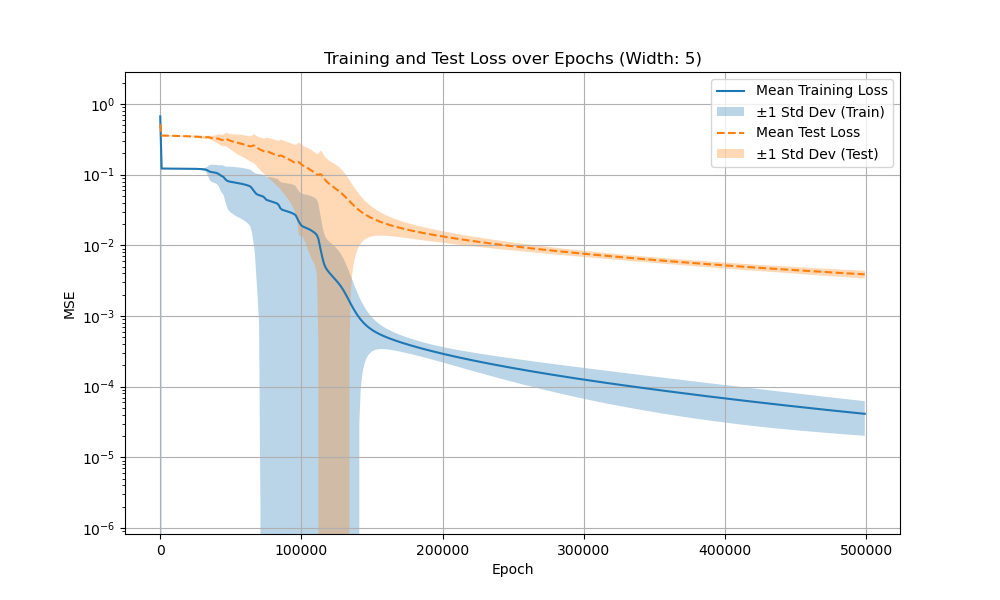 Training and Test Loss over Epochs (Width: 5)
Mean Training Loss
±1 Std Dev (Train)
Mean Test Loss
±1 Std Dev (Test)
MSE
10⁰
10⁻¹
10⁻²
10⁻³
10⁻⁴
10⁻⁵
10⁻⁶
0 100000 200000 300000 400000 500000
Epoch